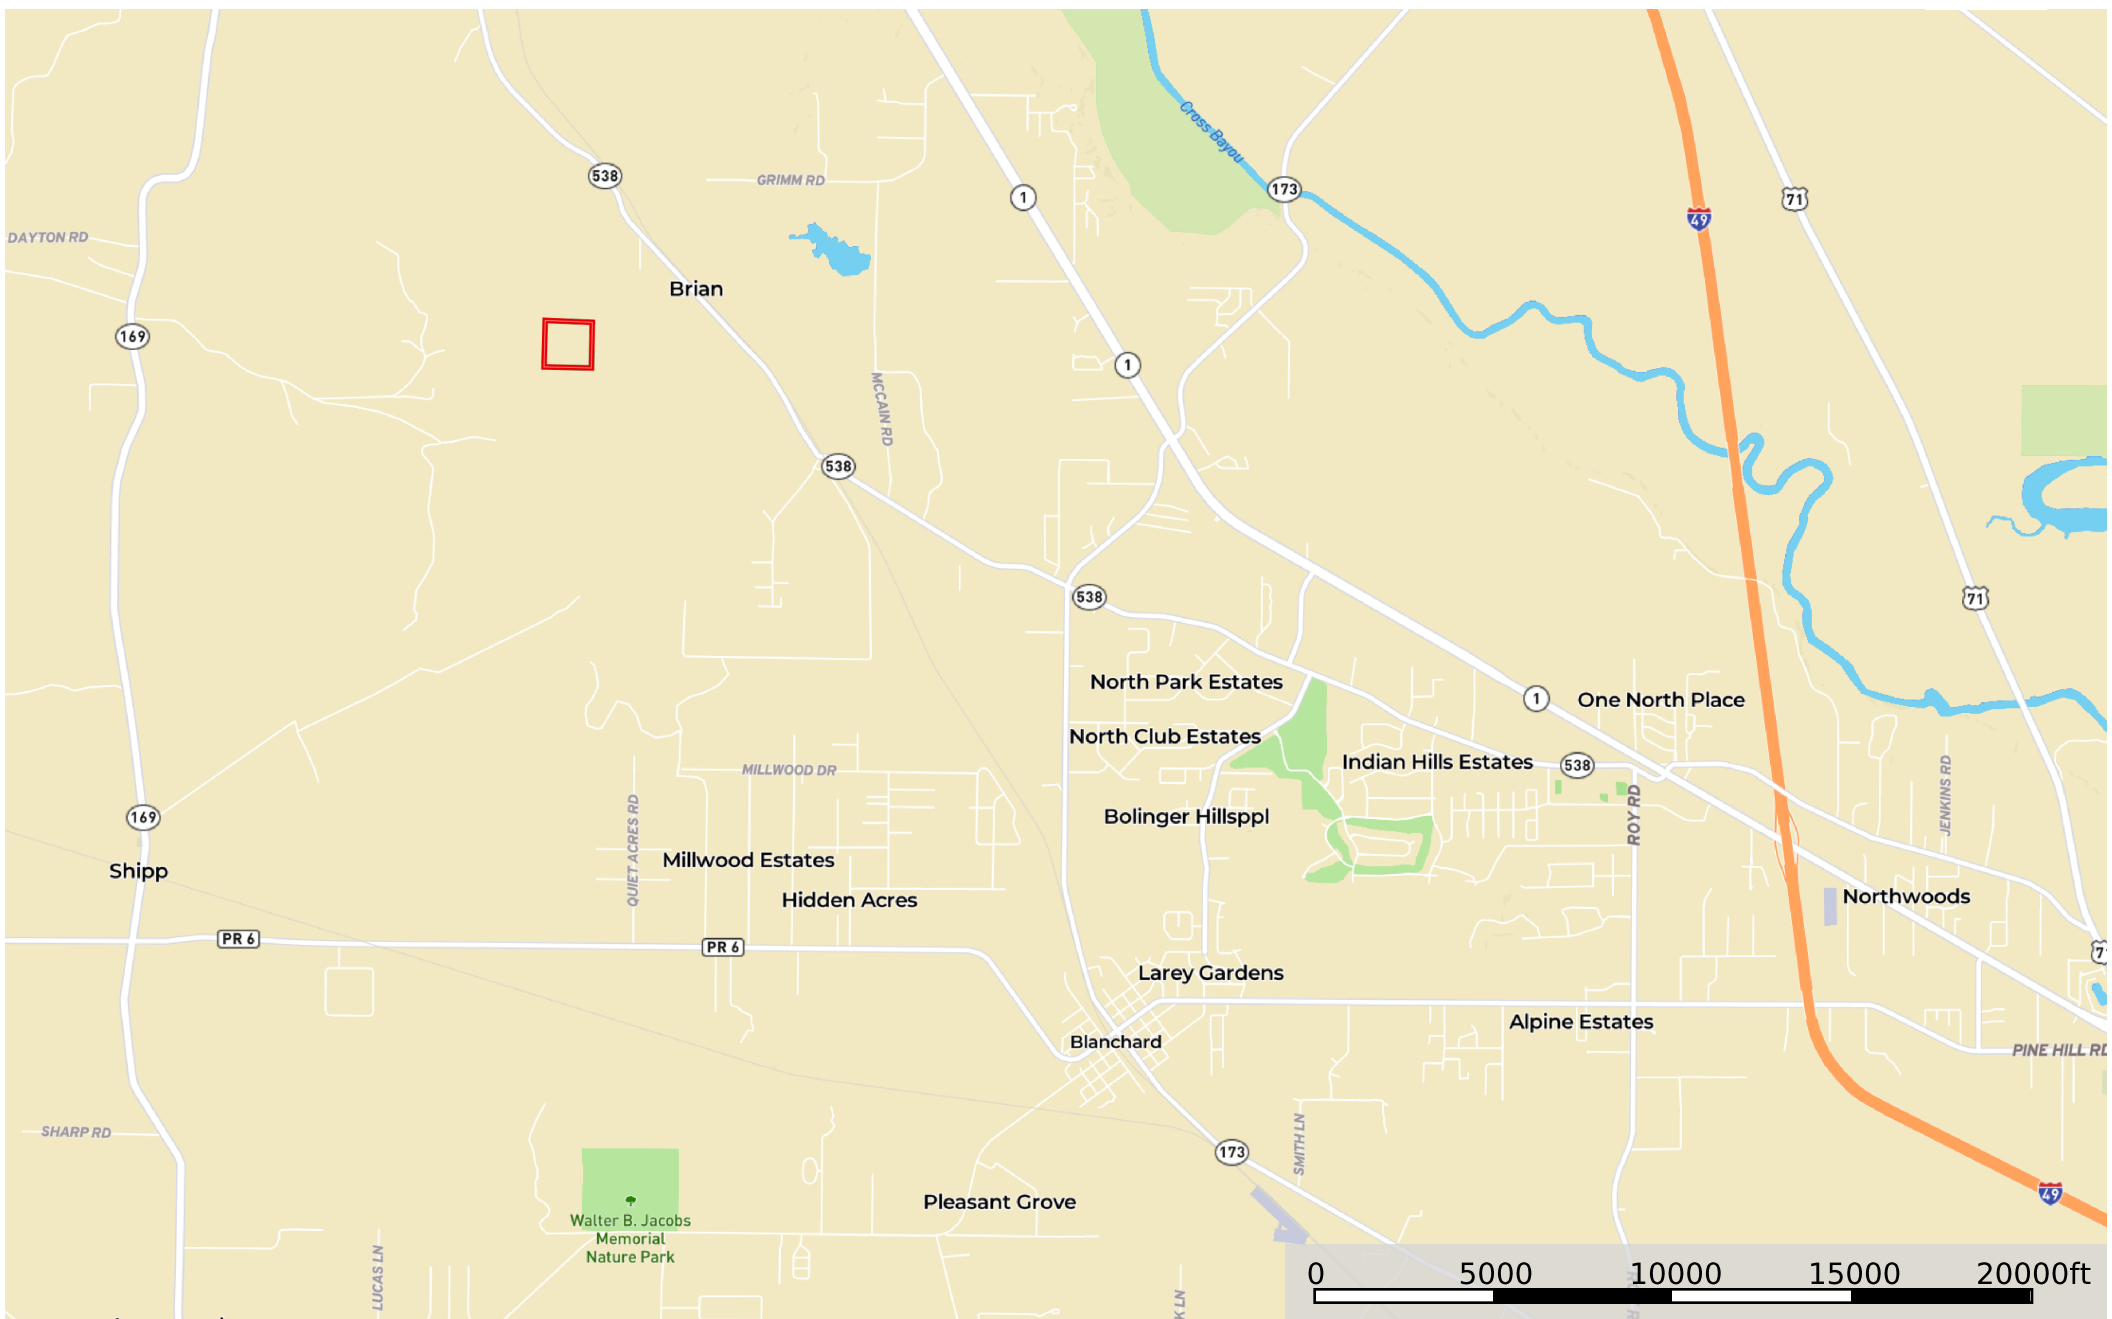 Cross Bayou
538
GRIMM RD
173
1
49
71
DAYTON RD
Brian
169
1
MCCAIN RD
538
538
71
North Park Estates
1
One North Place
North Club Estates
Indian Hills Estates
538
MILLWOOD DR
JENKINS RD
ROY RD
169
Bolinger Hillsppl
QUIET ACRES RD
Millwood Estates
Shipp
Hidden Acres
Northwoods
PR 6
PR 6
71
Larey Gardens
Alpine Estates
Blanchard
PINE HILL RD
SHARP RD
SMITH LN
173
49
Pleasant Grove
Walter B. Jacobs
Memorial
Nature Park
LUCAS LN
0 5000 10000 15000 20000ft